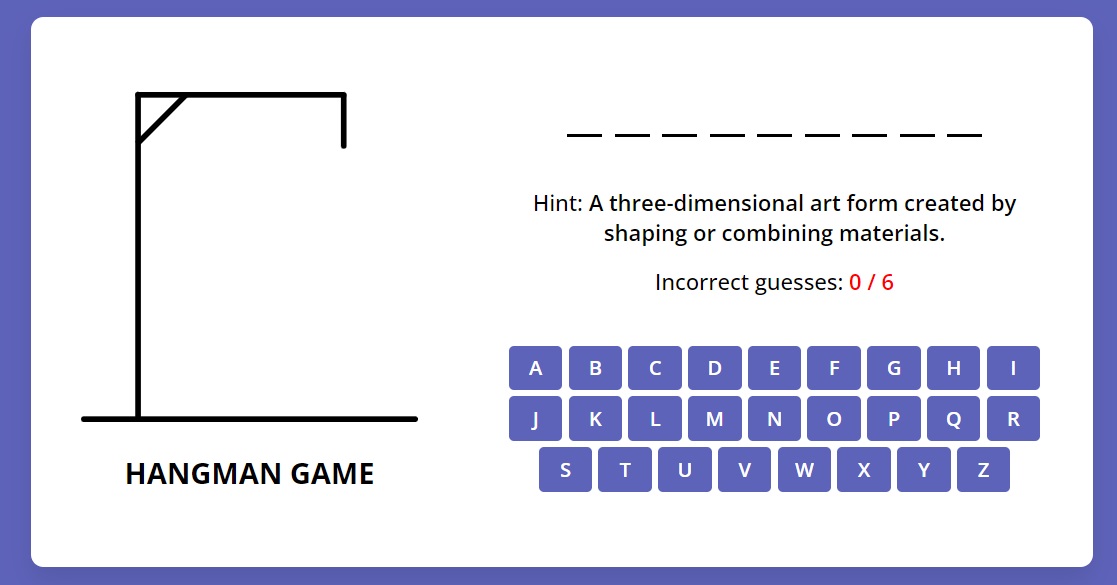 Hint: A three-dimensional art form created by
shaping or combining materials.
Incorrect guesses: 0 / 6
A B C D E F G H I
J K L M N O P Q R
S T U V W X Y Z
HANGMAN GAME